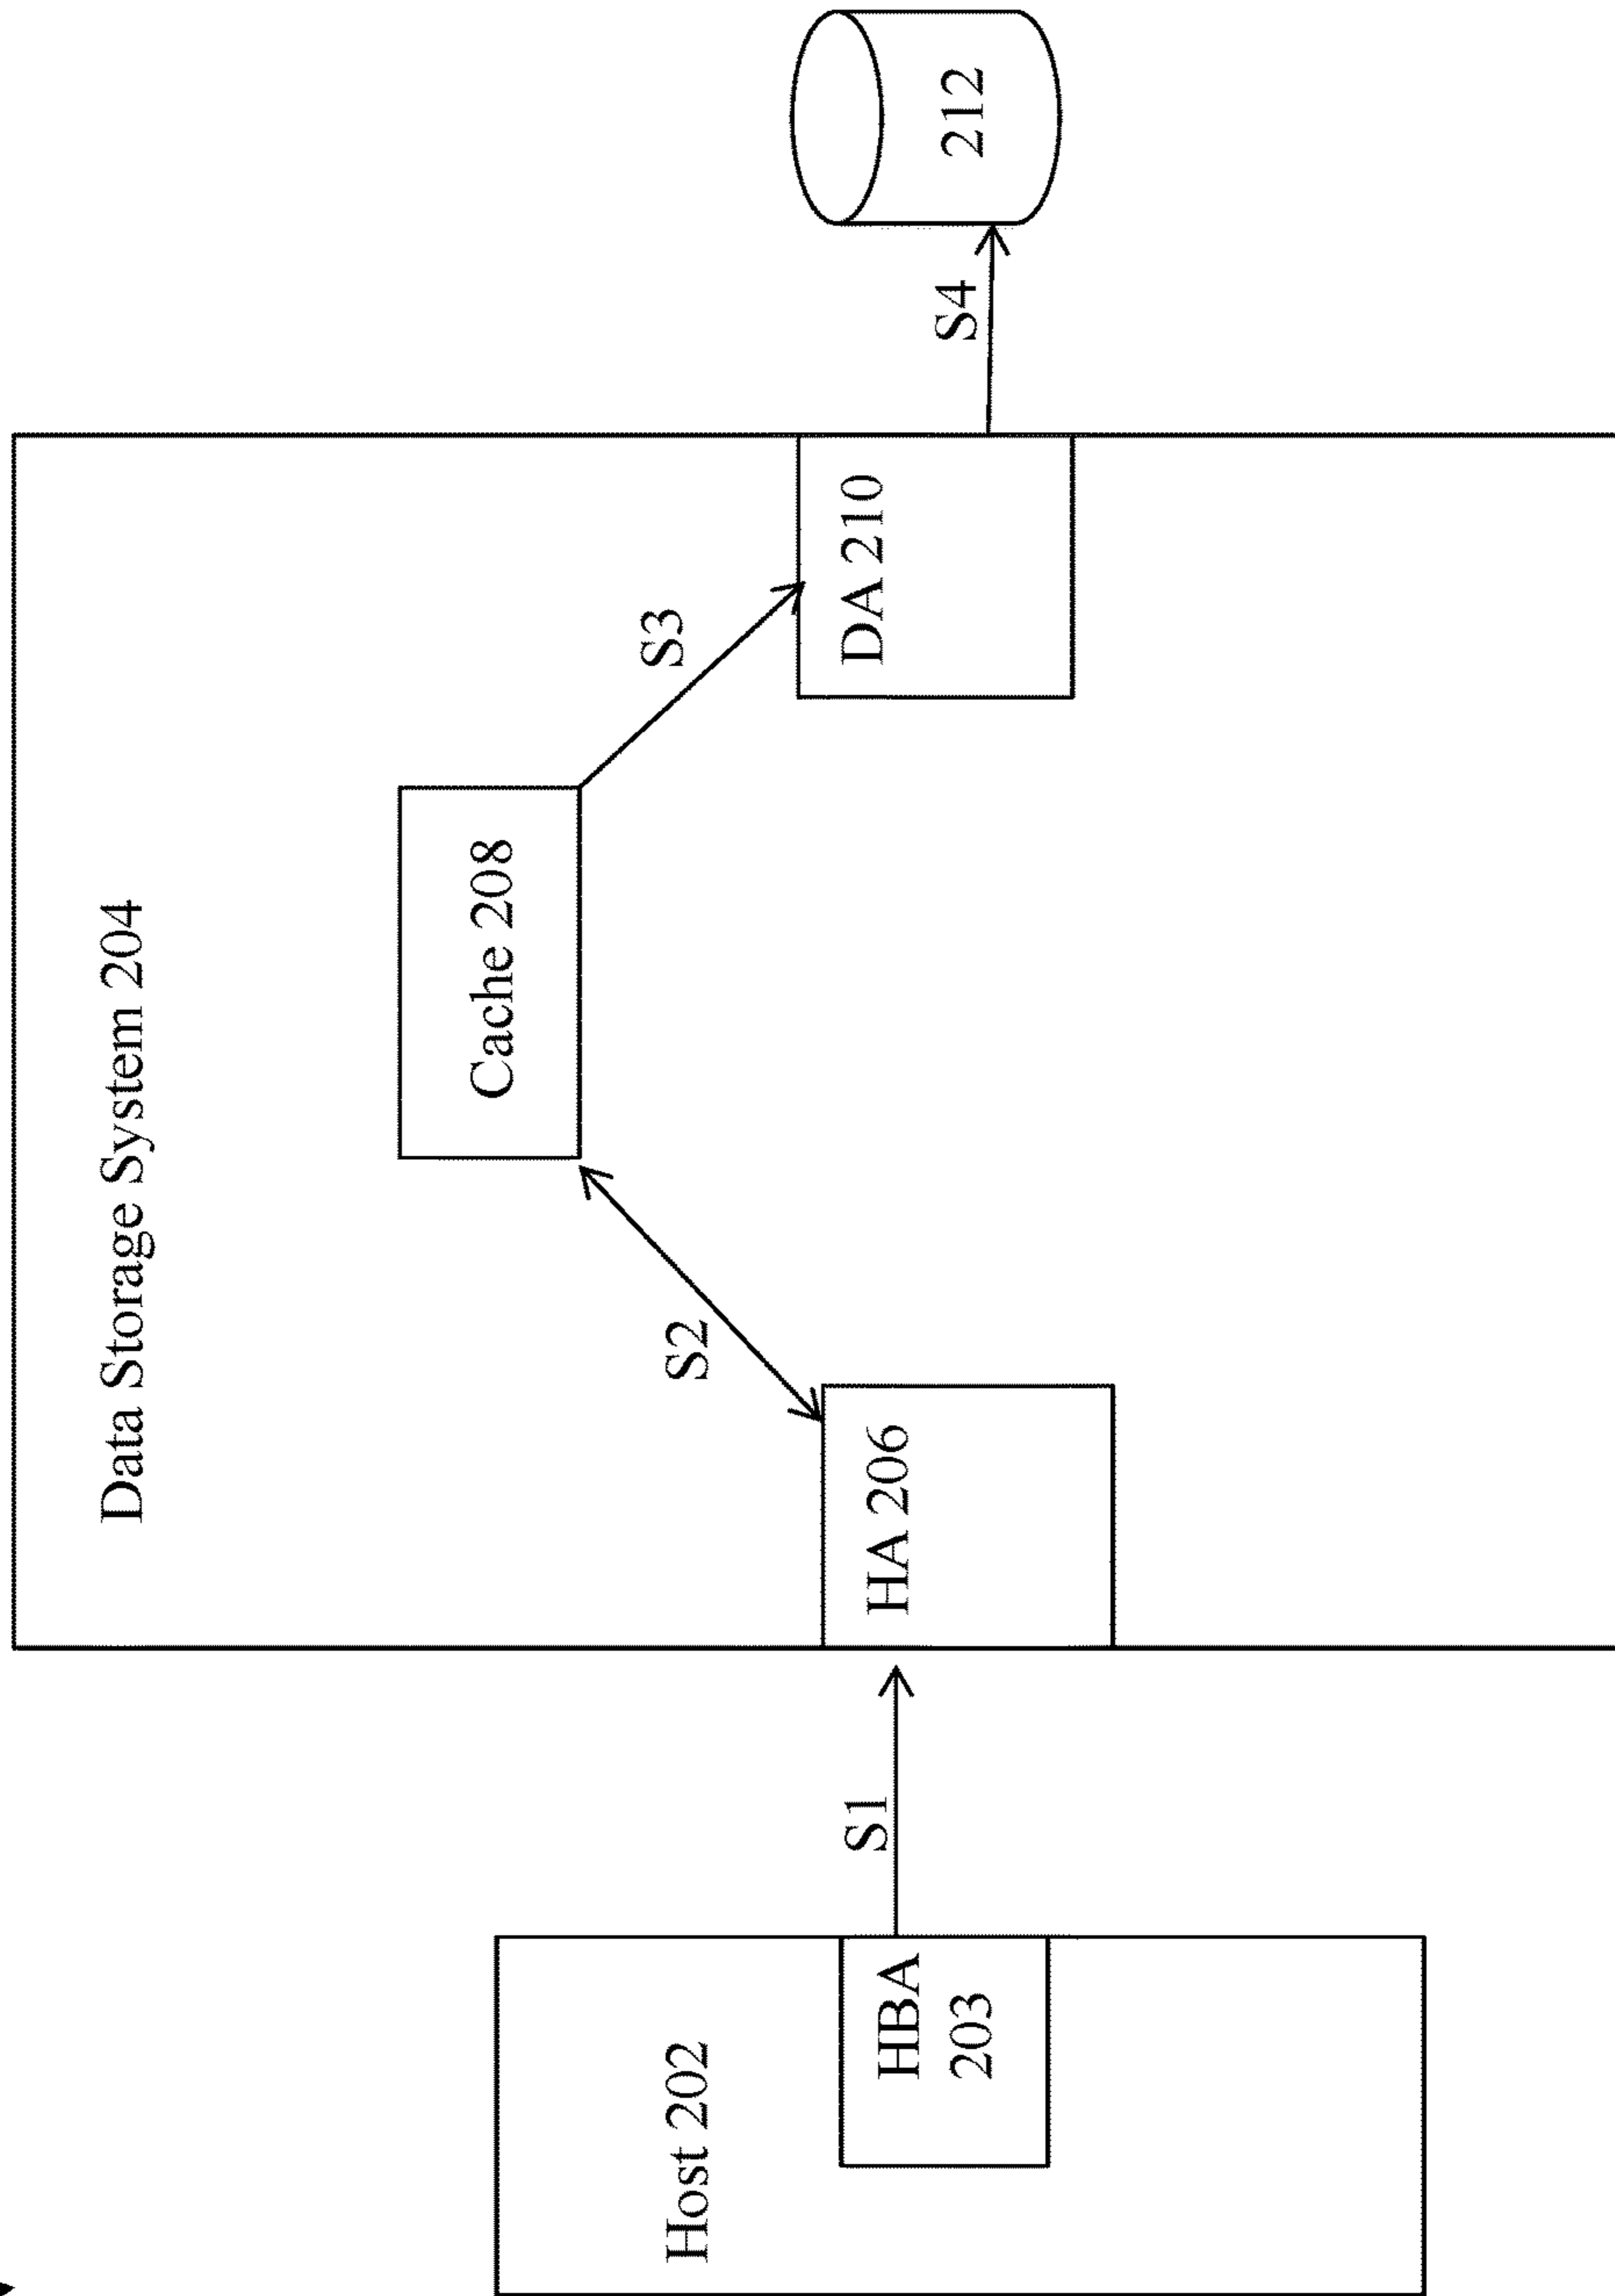 Data Storage System 204
Cache 208
S2
S3
Host 202
HBA
203
S1
HA 206
DA 210
S4
212